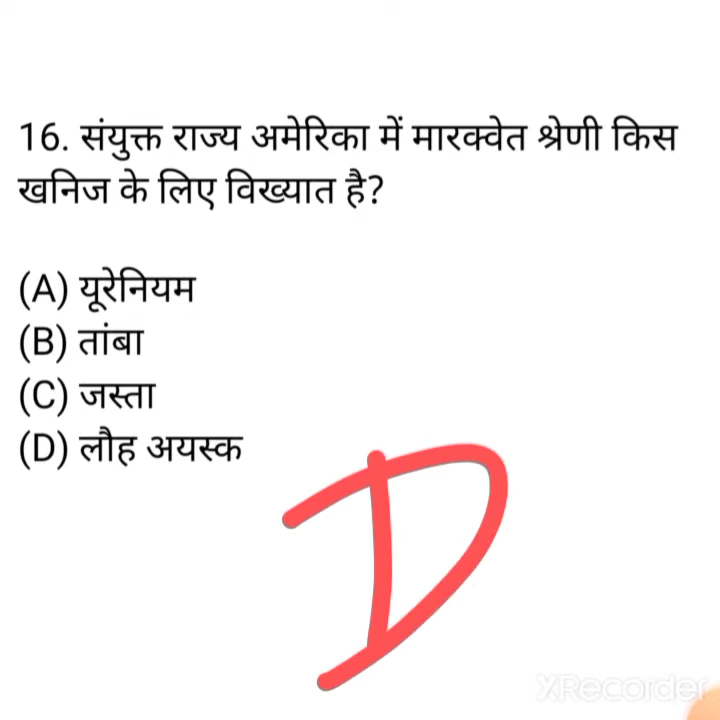 16. संयुक्त राज्य अमेरिका में मारक्वेत श्रेणी किस
खनिज के लिए विख्यात है?
(A) यूरेनियम
(B) तांबा
(C) जस्ता
(D) लौह अयस्क
D
XRecorder